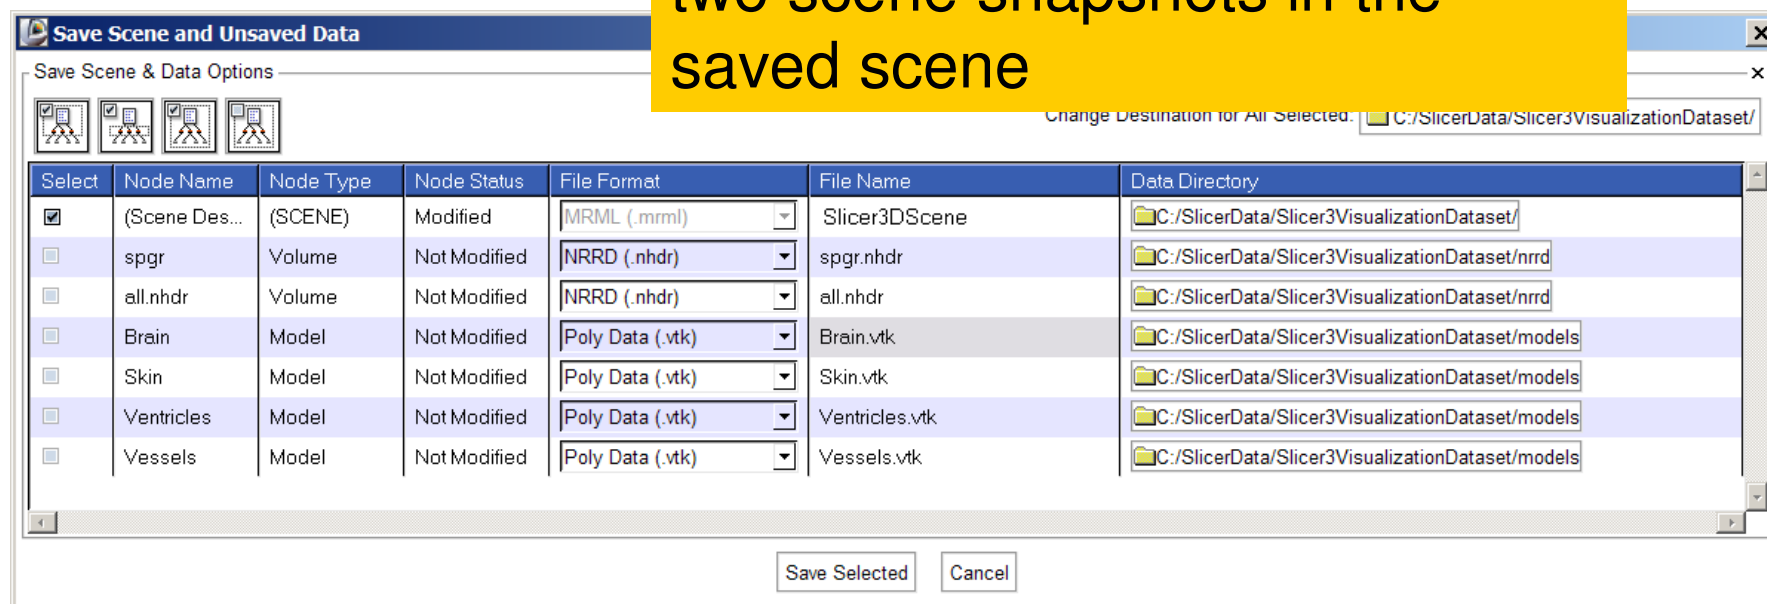 two scene snapshots in the
saved scene
Save Scene and Unsaved Data
Save Scene & Data Options
Change Destination for All Selected: C:/SlicerData/Slicer3VisualizationDataset/
Select Node Name Node Type Node Status File Format File Name Data Directory
(Scene Des... (SCENE) Modified MRML (.mrml) Slicer3DScene C:/SlicerData/Slicer3VisualizationDataset/
spgr Volume Not Modified NRRD (.nhdr) spgr.nhdr C:/SlicerData/Slicer3VisualizationDataset/nrrd
all.nhdr Volume Not Modified NRRD (.nhdr) all.nhdr C:/SlicerData/Slicer3VisualizationDataset/nrrd
Brain Model Not Modified Poly Data (.vtk) Brain.vtk C:/SlicerData/Slicer3VisualizationDataset/models
Skin Model Not Modified Poly Data (.vtk) Skin.vtk C:/SlicerData/Slicer3VisualizationDataset/models
Ventricles Model Not Modified Poly Data (.vtk) Ventricles.vtk C:/SlicerData/Slicer3VisualizationDataset/models
Vessels Model Not Modified Poly Data (.vtk) Vessels.vtk C:/SlicerData/Slicer3VisualizationDataset/models
Save Selected Cancel